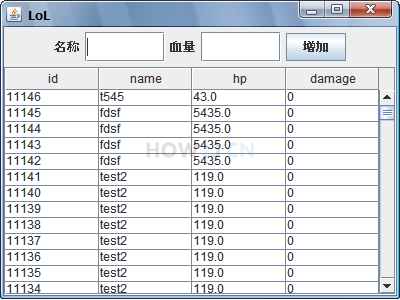 LoL
名称 血量 增加
id name hp damage
11146 t545 43.0 0
11145 fdsf 5435.0 0
11144 fdsf 5435.0 0
11143 fdsf 5435.0 0
11142 fdsf 5435.0 0
11141 test2 119.0 0
11140 test2 119.0 0
11139 test2 119.0 0
11138 test2 119.0 0
11137 test2 119.0 0
11136 test2 119.0 0
11135 test2 119.0 0
11134 test2 119.0 0